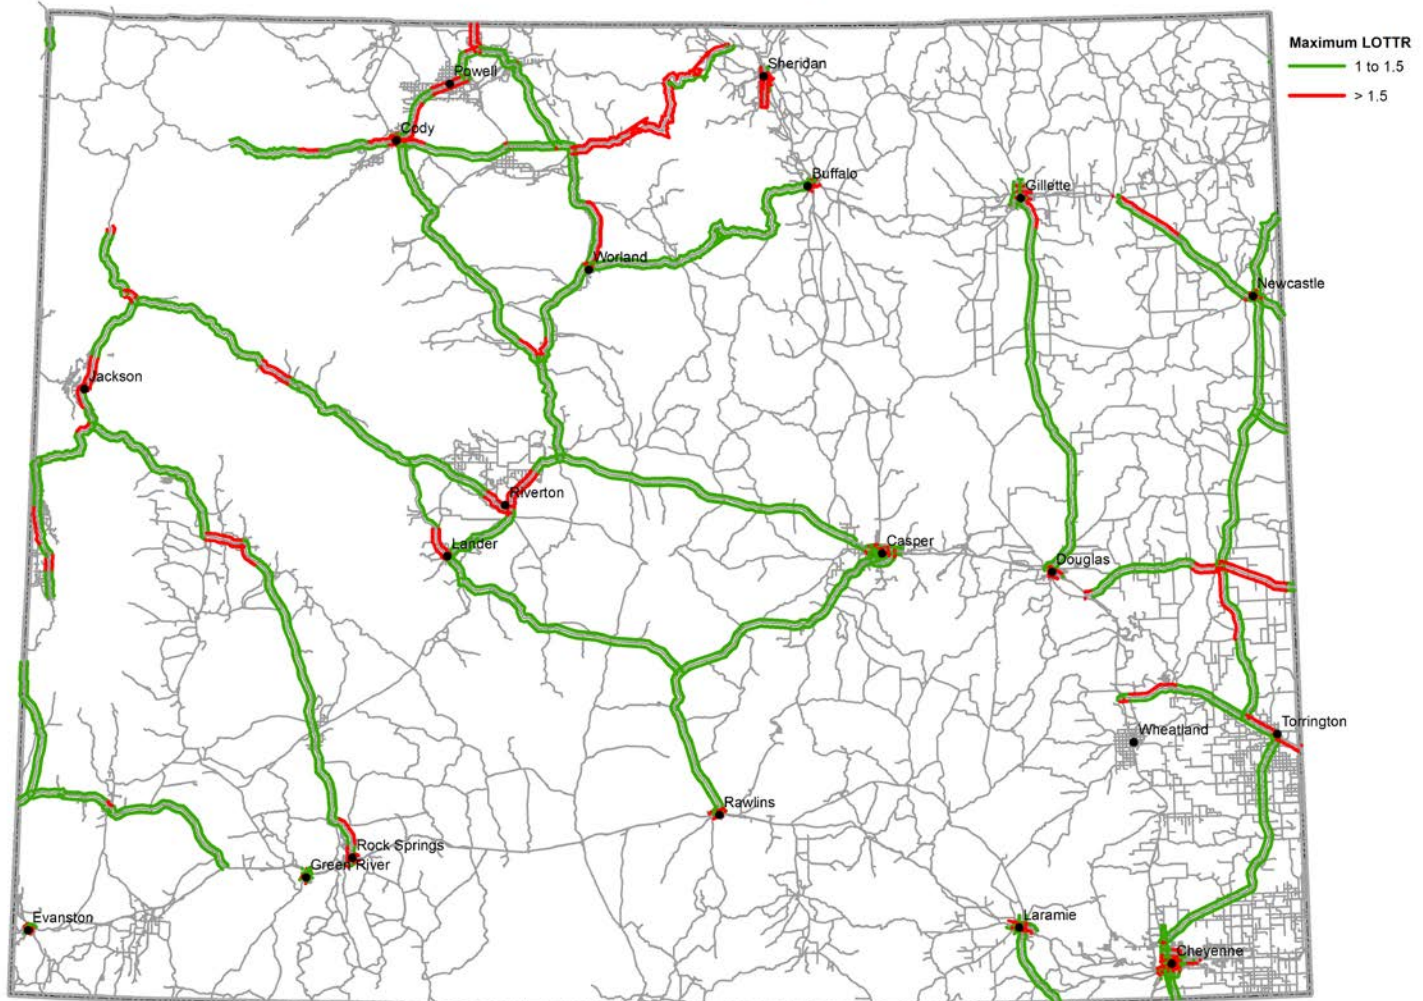 Maximum LOTTR
1 to 1.5
> 1.5
Sheridan
Powell
Cody
Buffalo
Gillette
Worland
Newcastle
Jackson
Riverton
Lander
Casper
Douglas
Torrington
Wheatland
Rawlins
Rock Springs
Green River
Evanston
Laramie
Cheyenne